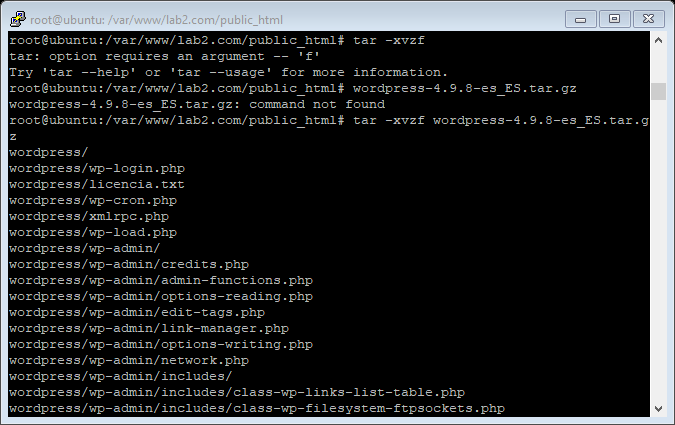 root@ubuntu: /var/www/lab2.com/public_html
root@ubuntu:/var/www/lab2.com/public_html# tar -xvzf
tar: option requires an argument -- 'f'
Try 'tar --help' or 'tar --usage' for more information.
root@ubuntu:/var/www/lab2.com/public_html# wordpress-4.9.8-es_ES.tar.gz
wordpress-4.9.8-es_ES.tar.gz: command not found
root@ubuntu:/var/www/lab2.com/public_html# tar -xvzf wordpress-4.9.8-es_ES.tar.g
z
wordpress/
wordpress/wp-login.php
wordpress/licencia.txt
wordpress/wp-cron.php
wordpress/xmlrpc.php
wordpress/wp-load.php
wordpress/wp-admin/
wordpress/wp-admin/credits.php
wordpress/wp-admin/admin-functions.php
wordpress/wp-admin/options-reading.php
wordpress/wp-admin/edit-tags.php
wordpress/wp-admin/link-manager.php
wordpress/wp-admin/options-writing.php
wordpress/wp-admin/network.php
wordpress/wp-admin/includes/
wordpress/wp-admin/includes/class-wp-links-list-table.php
wordpress/wp-admin/includes/class-wp-filesystem-ftpsockets.php